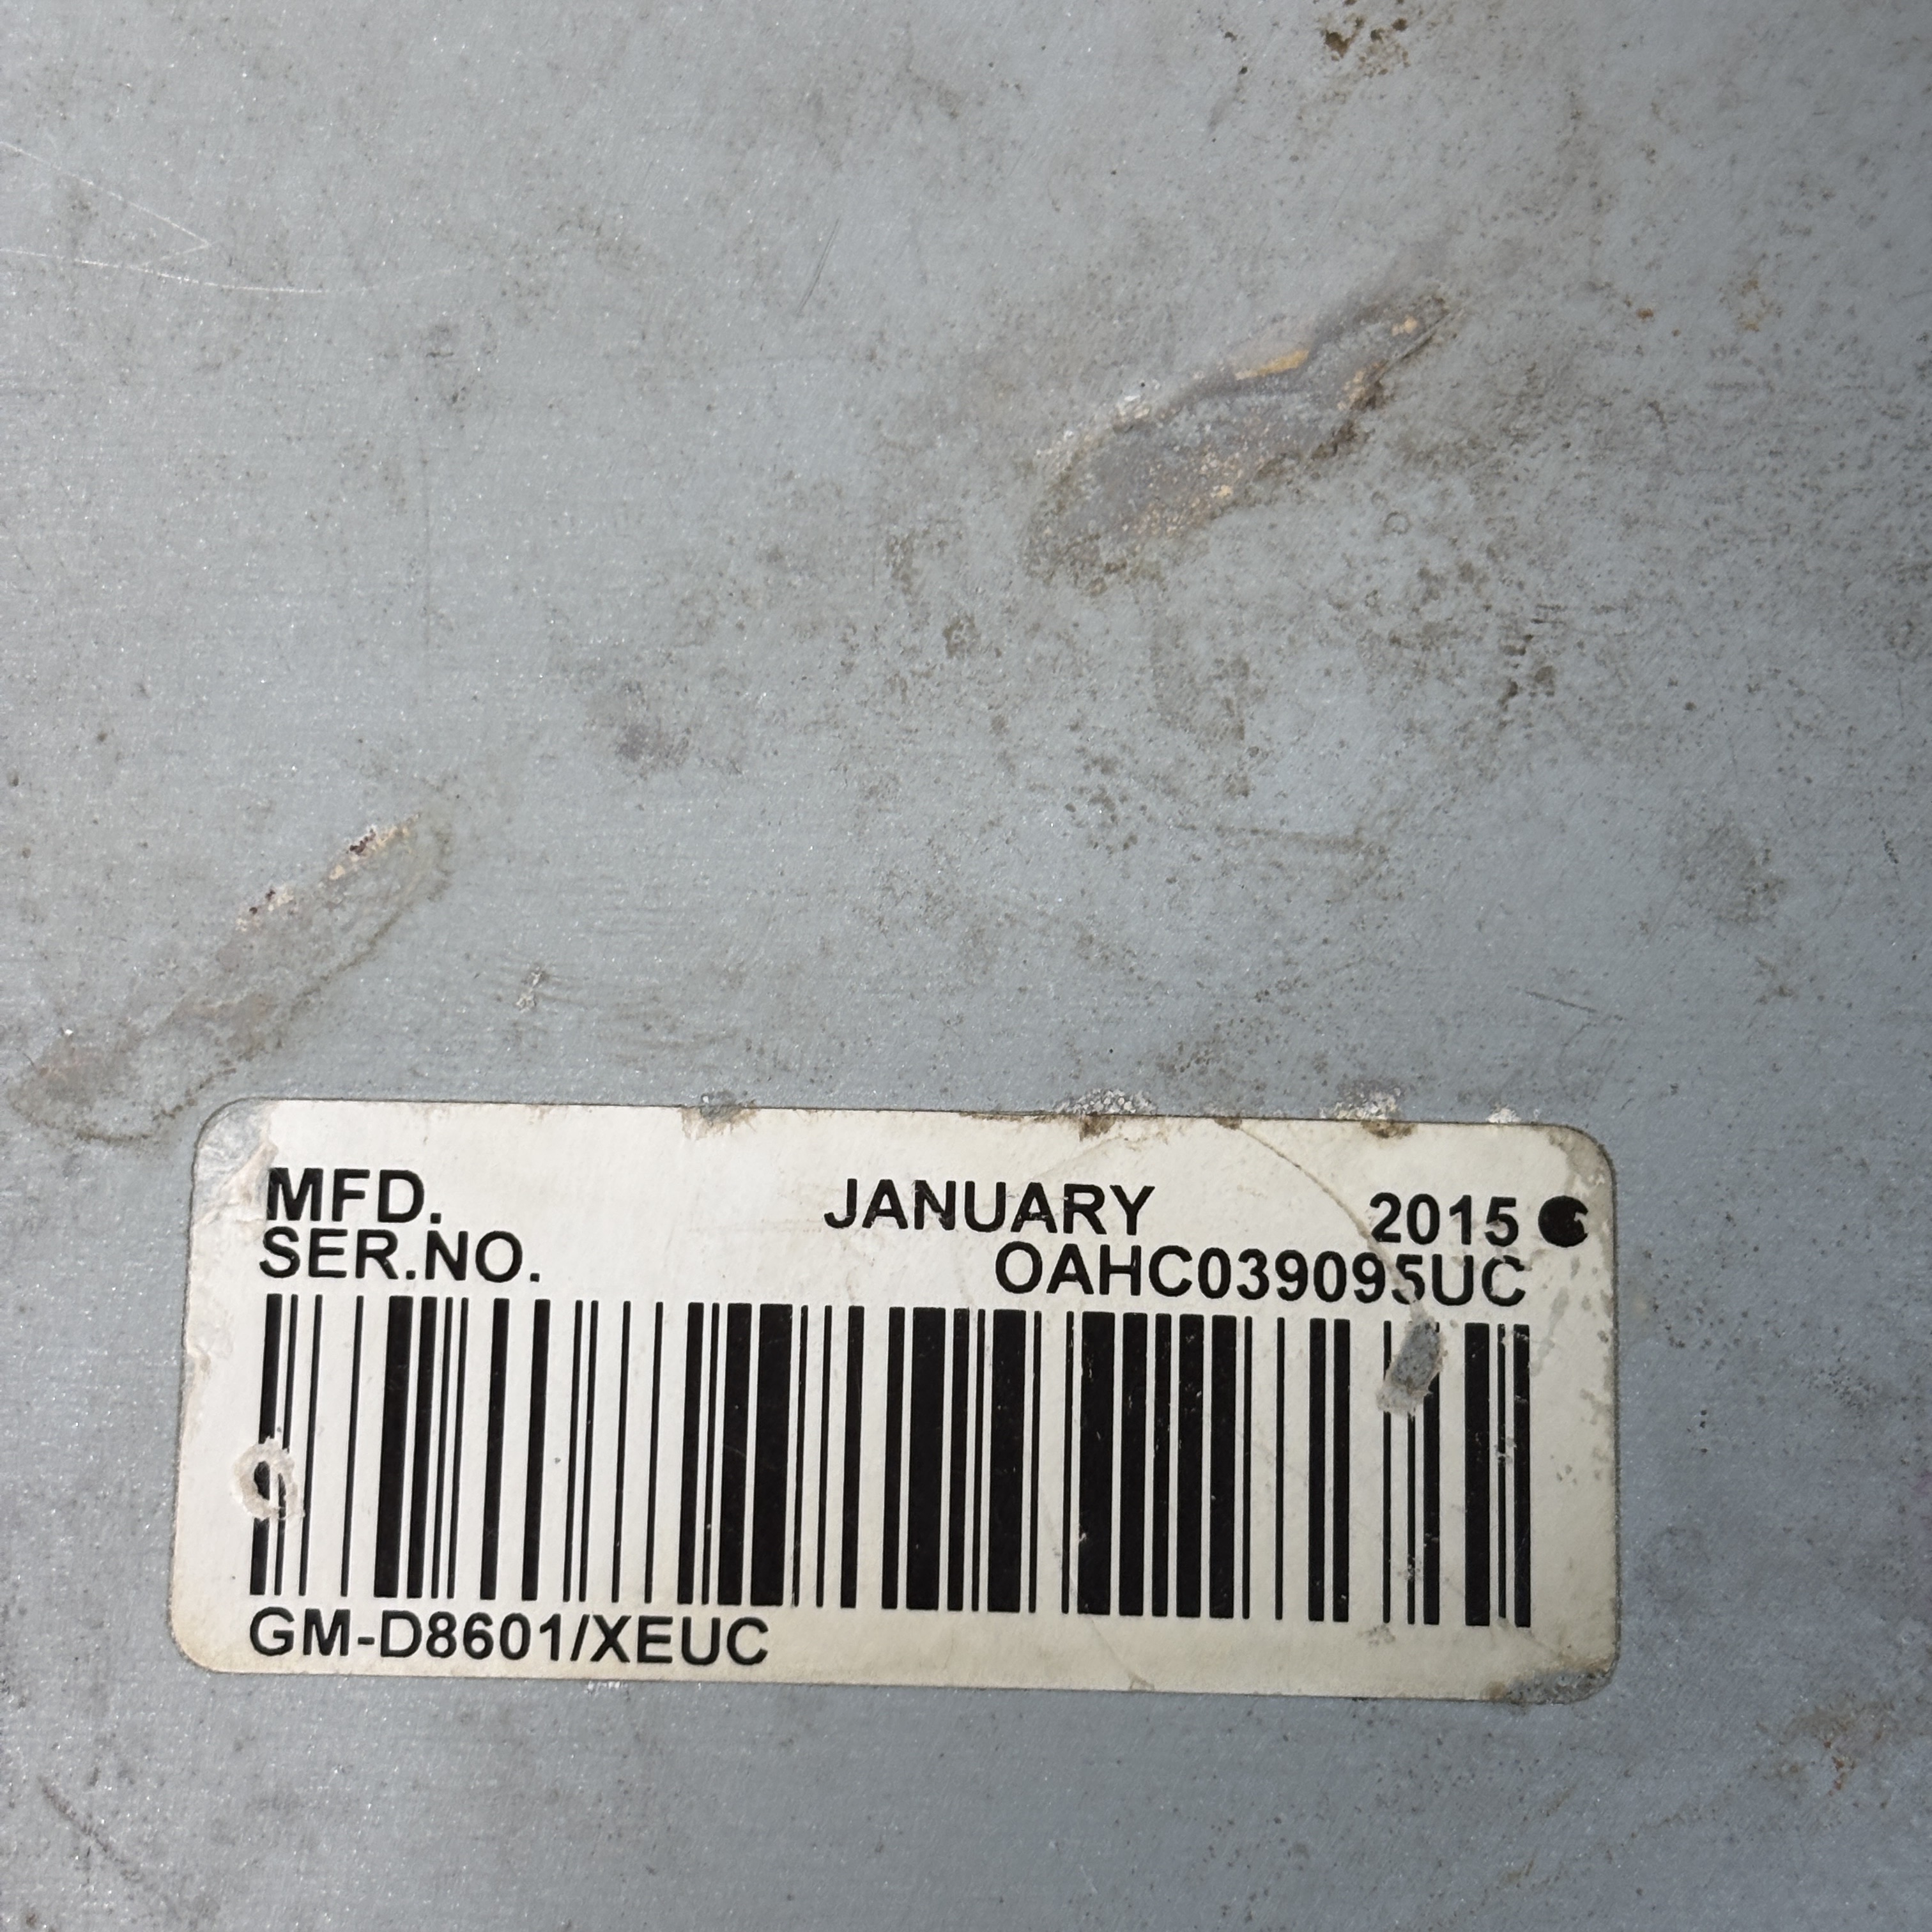 MFD. JANUARY 2015
SER.NO. OAHC039095UC
GM-D8601/XEUC